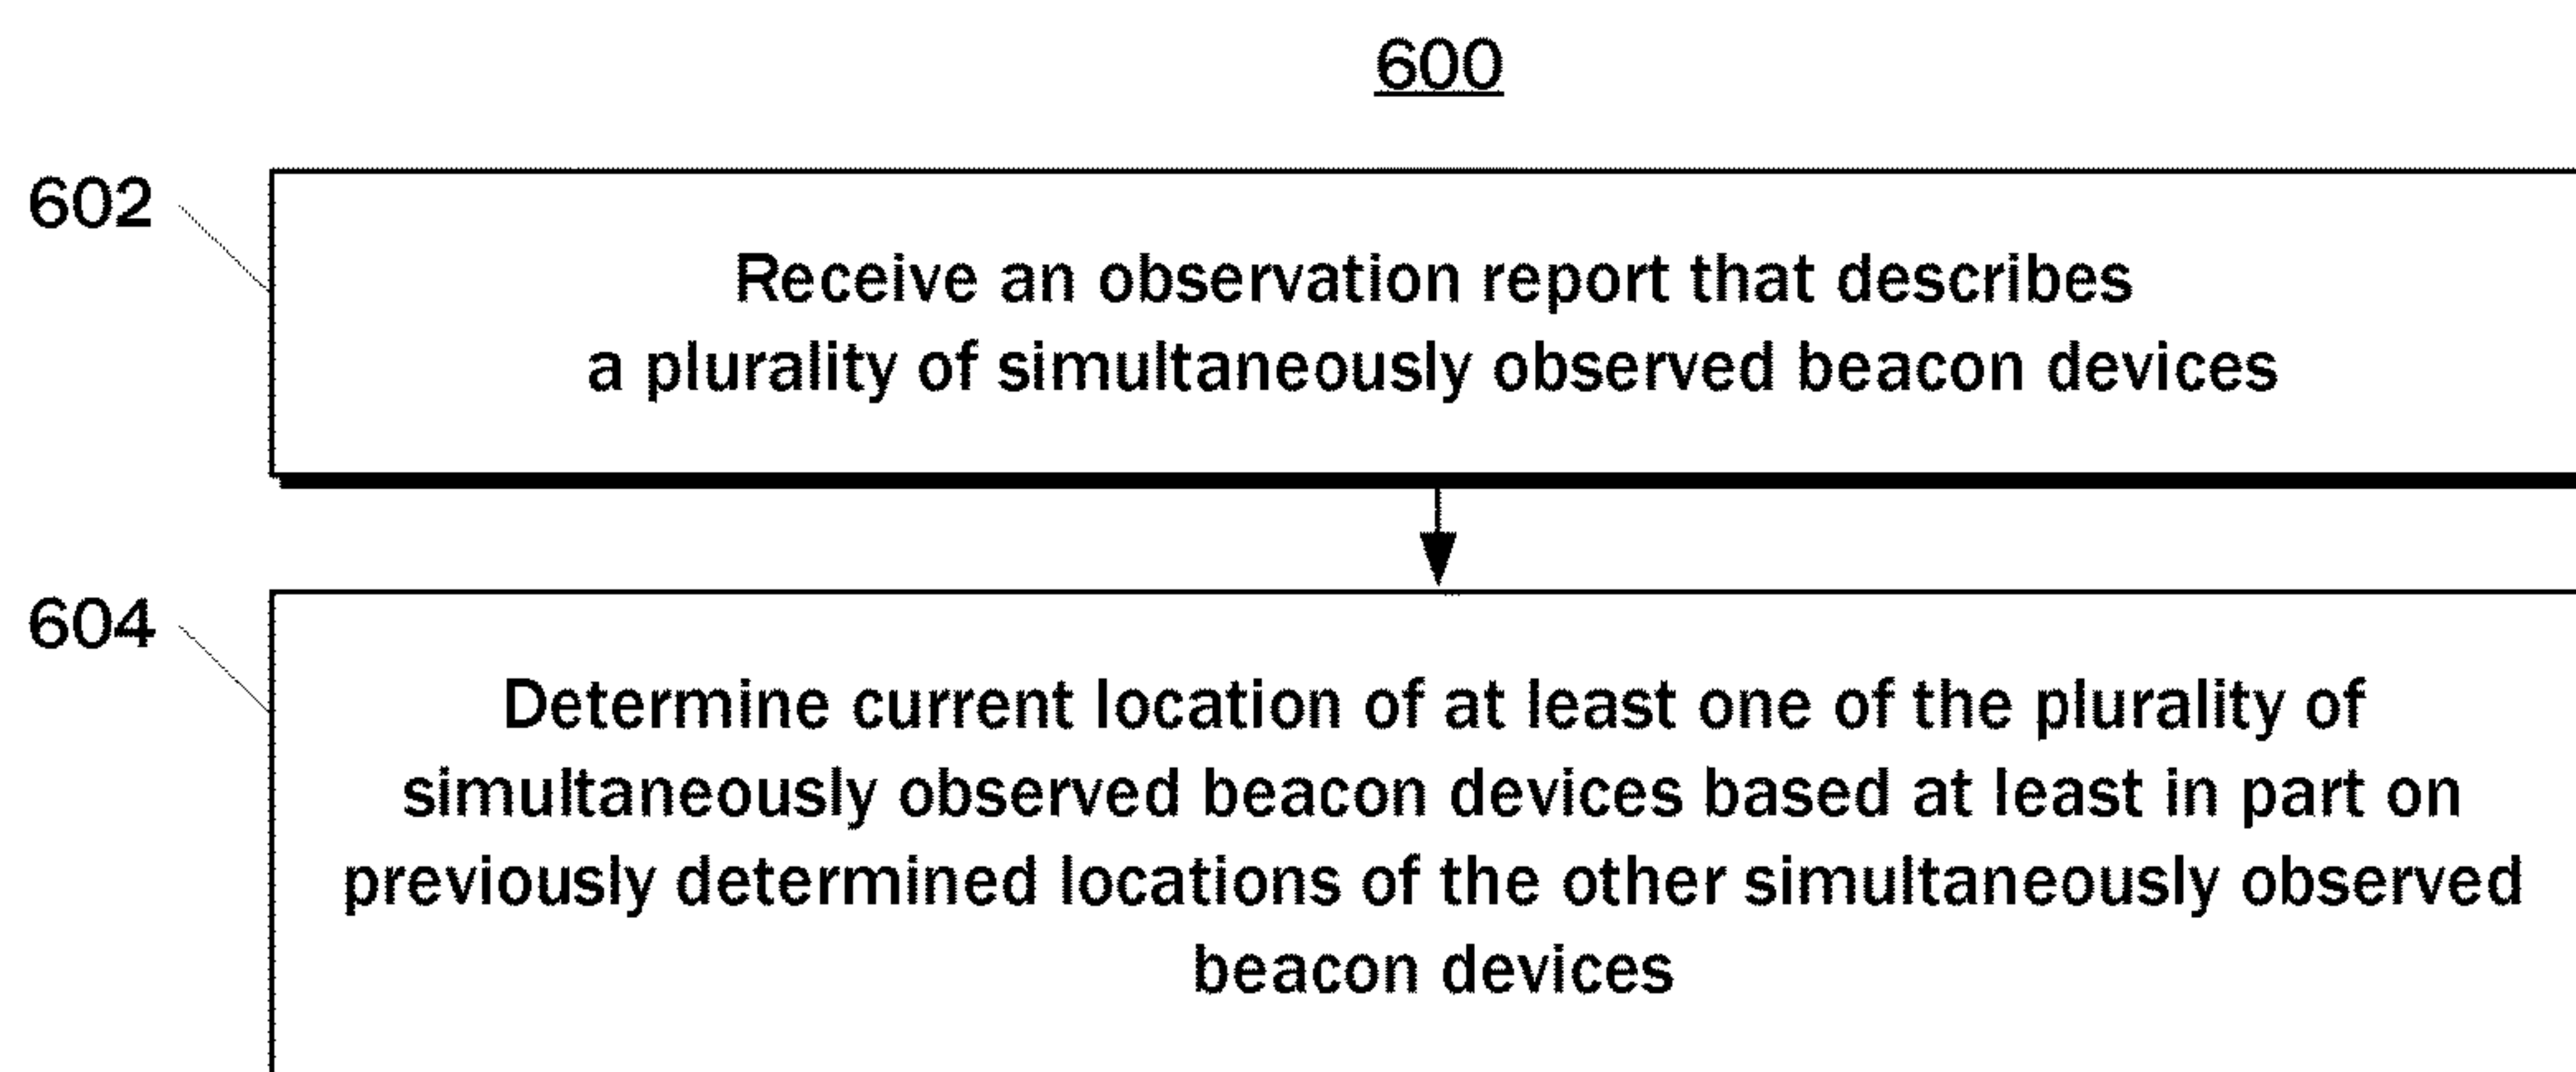 600
602
Receive an observation report that describes
a plurality of simultaneously observed beacon devices
604
Determine current location of at least one of the plurality of
simultaneously observed beacon devices based at least in part on
previously determined locations of the other simultaneously observed
beacon devices